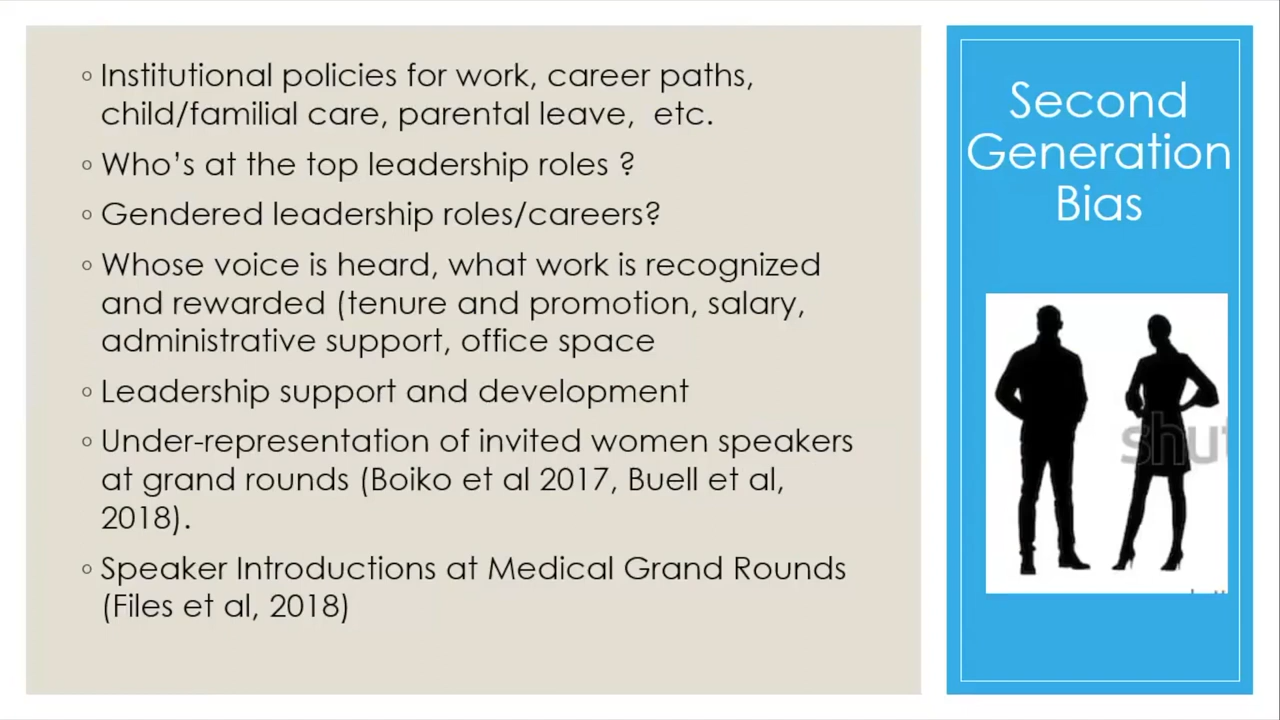 ◦ Institutional policies for work, career paths,
child/familial care, parental leave,  etc.
◦ Who’s at the top leadership roles ?
◦ Gendered leadership roles/careers?
◦ Whose voice is heard, what work is recognized
and rewarded (tenure and promotion, salary,
administrative support, office space
◦ Leadership support and development
◦ Under-representation of invited women speakers
at grand rounds (Boiko et al 2017, Buell et al,
2018).
◦ Speaker Introductions at Medical Grand Rounds
(Files et al, 2018)
Second
Generation
Bias
shut